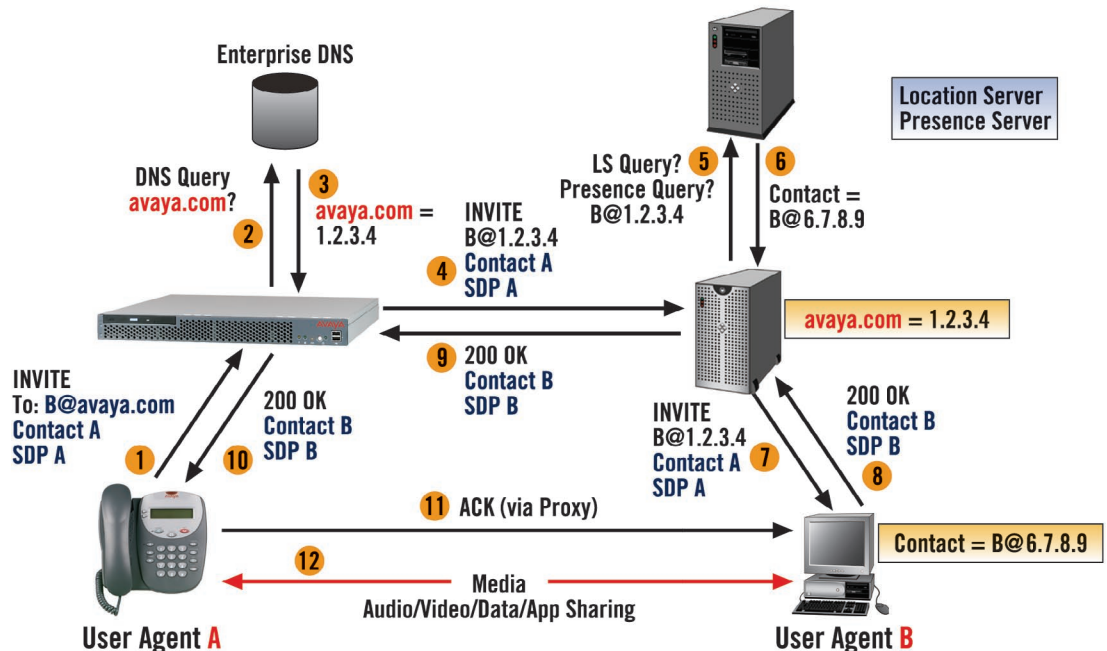 Enterprise DNS
Location Server
Presence Server
DNS Query
avaya.com?
2
3
avaya.com =
1.2.3.4
LS Query?
Presence Query?
B@1.2.3.4
5
6
Contact =
B@6.7.8.9
4
INVITE
B@1.2.3.4
Contact A
SDP A
AVAYA
avaya.com = 1.2.3.4
9
200 OK
Contact B
SDP B
INVITE
To: B@avaya.com
Contact A
SDP A
1
10
200 OK
Contact B
SDP B
INVITE
B@1.2.3.4
Contact A
SDP A
7
200 OK
Contact B
SDP B
8
11
ACK (via Proxy)
Contact = B@6.7.8.9
12
Media
Audio/Video/Data/App Sharing
User Agent A
User Agent B